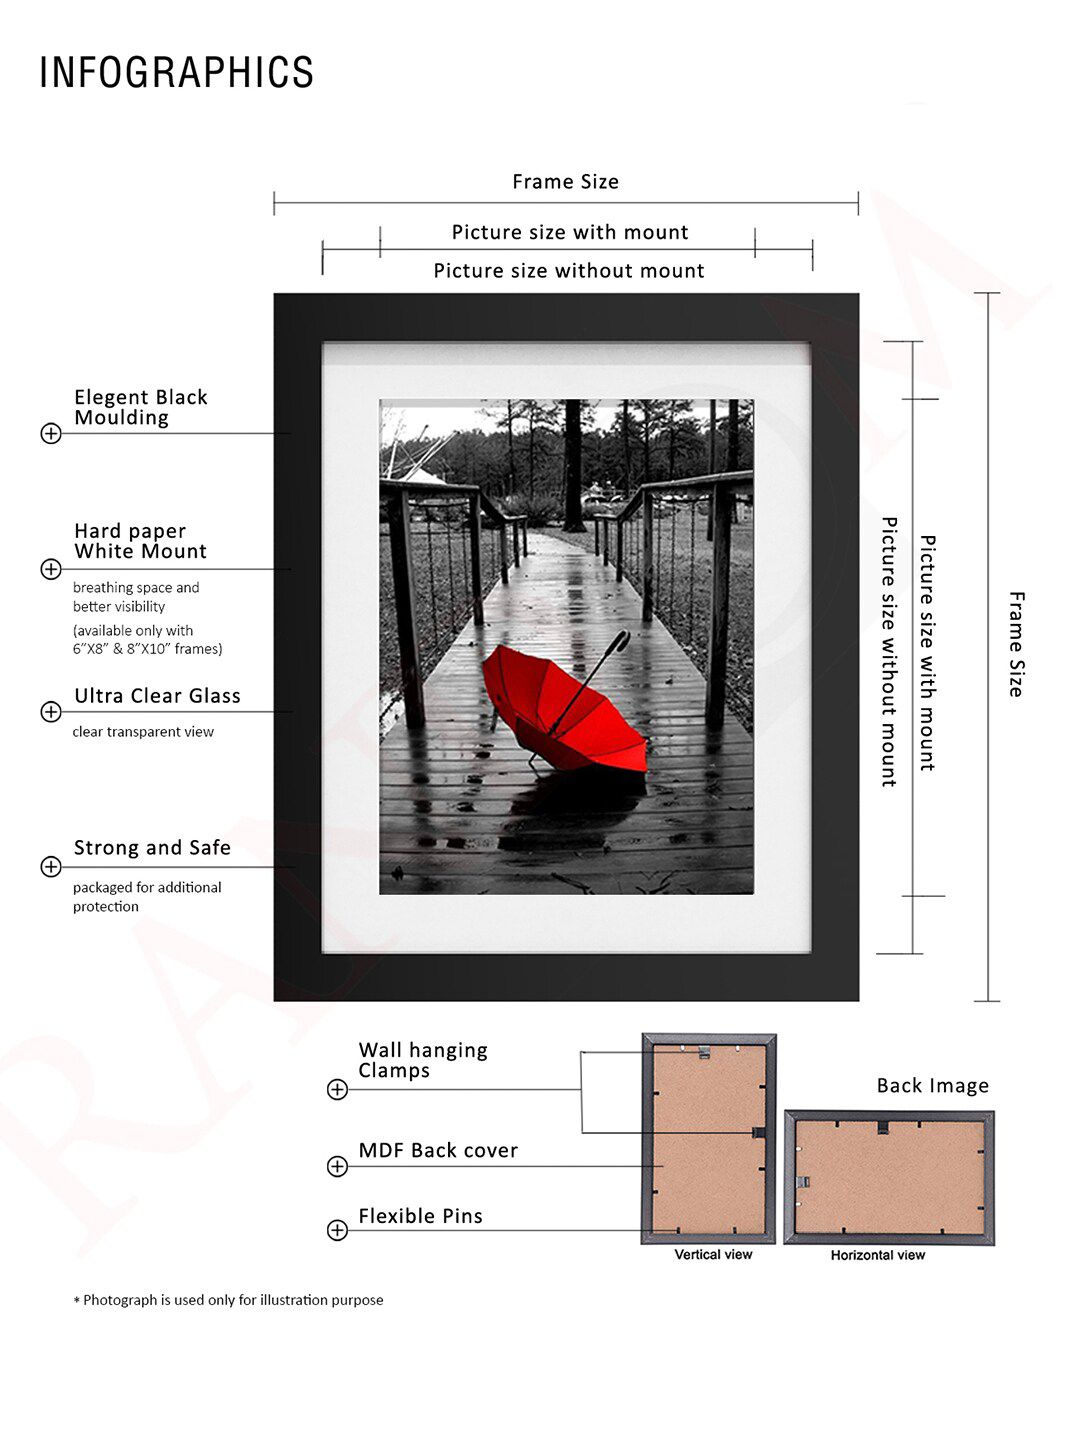 INFOGRAPHICS
Frame Size
Picture size with mount
Picture size without mount
Elegent Black
Moulding
Hard paper
White Mount
breathing space and
better visibility
(available only with
6”X8” & 8”X10” frames)
Ultra Clear Glass
clear transparent view
Strong and Safe
packaged for additional
protection
Picture size without mount
Picture size with mount
Frame Size
Wall hanging
Clamps
MDF Back cover
Flexible Pins
Back Image
Vertical view
Horizontal view
* Photograph is used only for illustration purpose